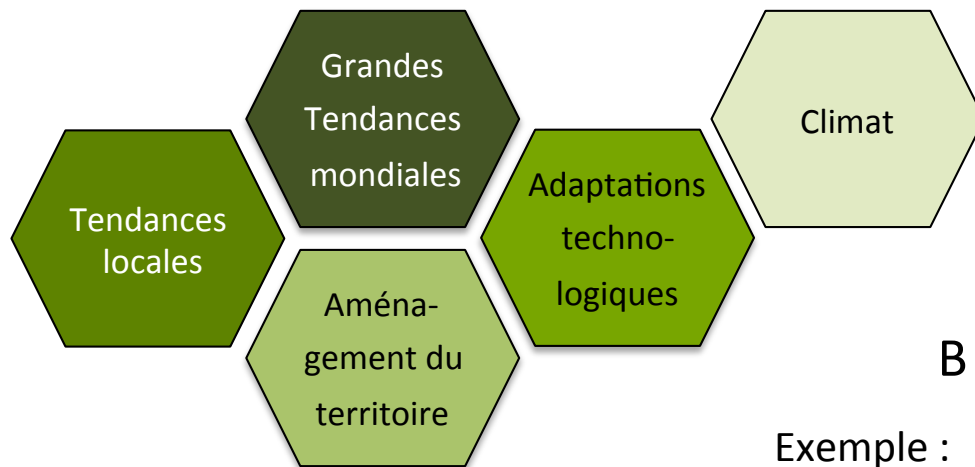 Grandes
Tendances
mondiales
Climat
Tendances
locales
Adaptations
techno-
logiques
Aména-
gement du
territoire
B
Exemple :